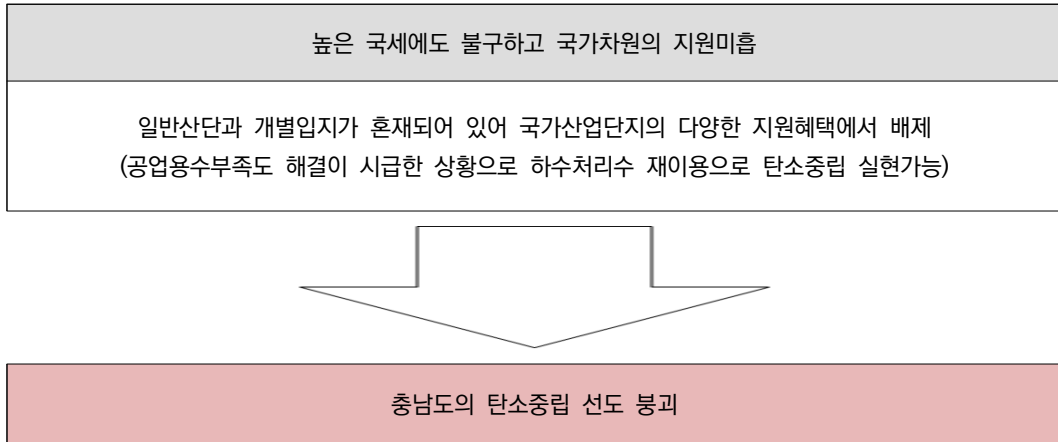 높은 국세에도 불구하고 국가차원의 지원미흡
일반산단과 개별입지가 혼재되어 있어 국가산업단지의 다양한 지원혜택에서 배제
(공업용수부족도 해결이 시급한 상황으로 하수처리수 재이용으로 탄소중립 실현가능)
충남도의 탄소중립 선도 붕괴